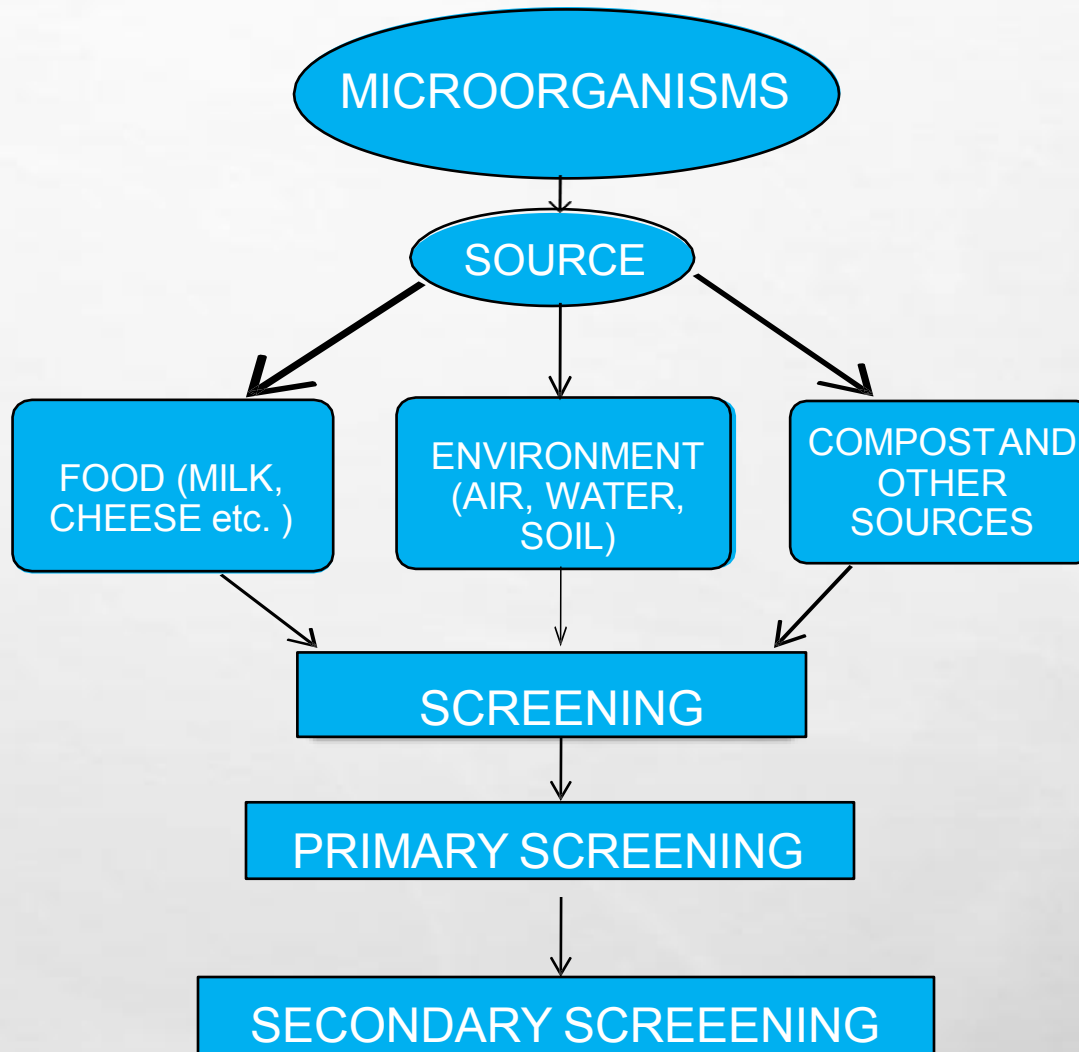 MICROORGANISMS
SOURCE
FOOD (MILK,
CHEESE etc. )
ENVIRONMENT
(AIR, WATER,
SOIL)
COMPOST AND
OTHER
SOURCES
SCREENING
PRIMARY SCREENING
SECONDARY SCREEENING